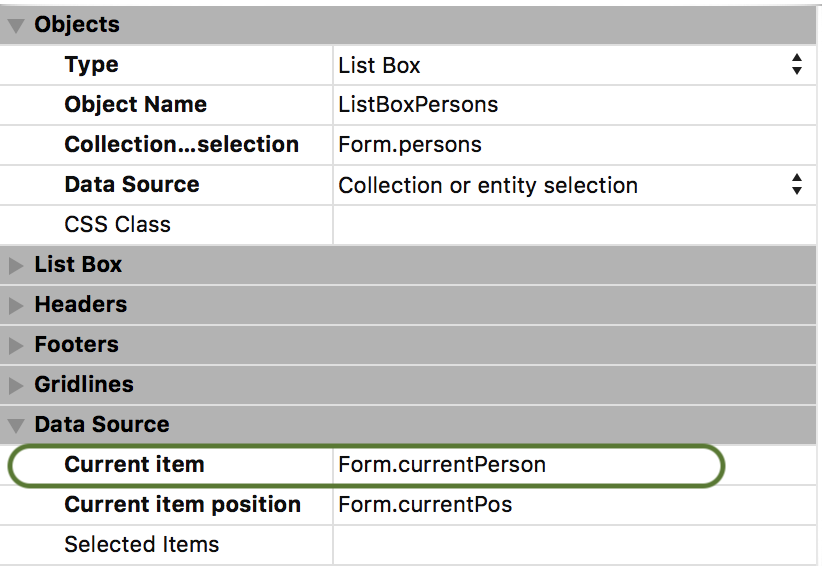 Objects
Type List Box
Object Name ListBoxPersons
Collection...selection Form.persons
Data Source Collection or entity selection
CSS Class
List Box
Headers
Footers
Gridlines
Data Source
Current item Form.currentPerson
Current item position Form.currentPos
Selected Items